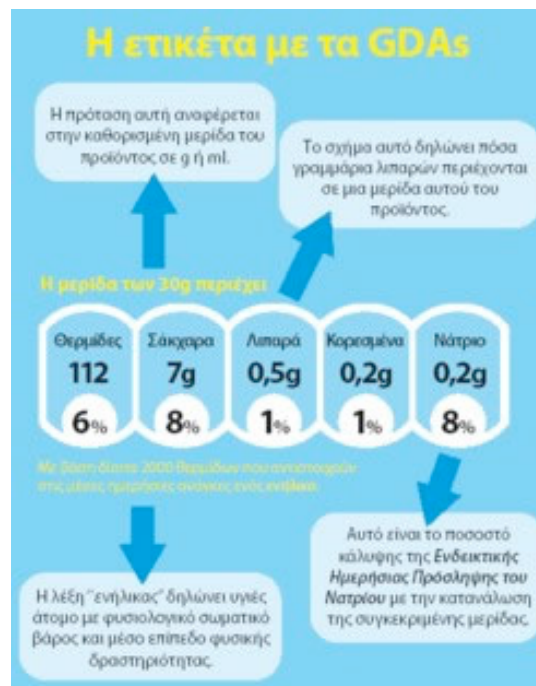 Η ετικέτα με τα GDAs
Η πρόταση αυτή αναφέρεται
στην καθορισμένη μερίδα του
προϊόντος σε g ή ml.
Το σχήμα αυτό δηλώνει πόσα
γραμμάρια λιπαρών περιέχονται
σε μια μερίδα αυτού του
προϊόντος.
Η μερίδα των 30g περιέχει
Θερμίδες Σάκχαρα Λιπαρά Κορεσμένα Νάτριο
112 7g 0,5g 0,2g 0,2g
6% 8% 1% 1% 8%
Με βάση δίαιτα 2000 θερμίδων που αντιστοιχούν
στις μέσες ημερήσιες ανάγκες ενός ενήλικα.
Αυτό είναι το ποσοστό
κάλυψης της Ενδεικτικής
Ημερήσιας Πρόσληψης του
Νατρίου με την κατανάλωση
της συγκεκριμένης μερίδας.
Η λέξη "ενήλικας" δηλώνει υγιές
άτομο με φυσιολογικό σωματικό
βάρος και μέσο επίπεδο φυσικής
δραστηριότητας.